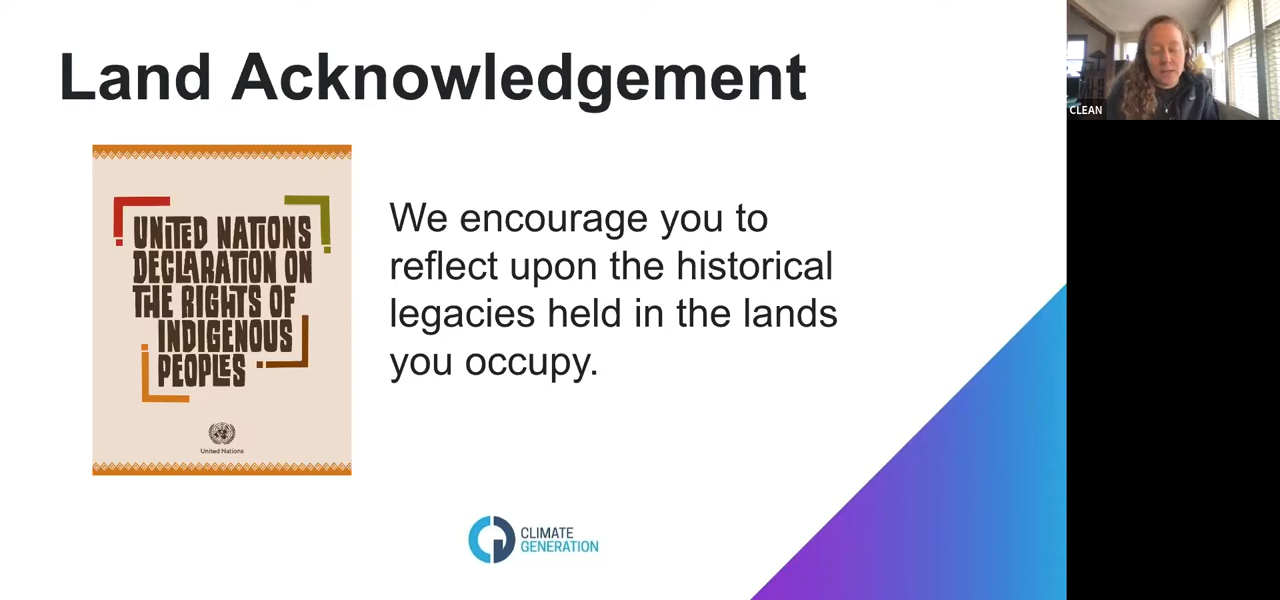 Land Acknowledgement
CLEAN
UNITED NATIONS
DECLARATION ON
THE RIGHTS OF
INDIGENOUS
PEOPLES
United Nations
We encourage you to
reflect upon the historical
legacies held in the lands
you occupy.
CLIMATE
GENERATION